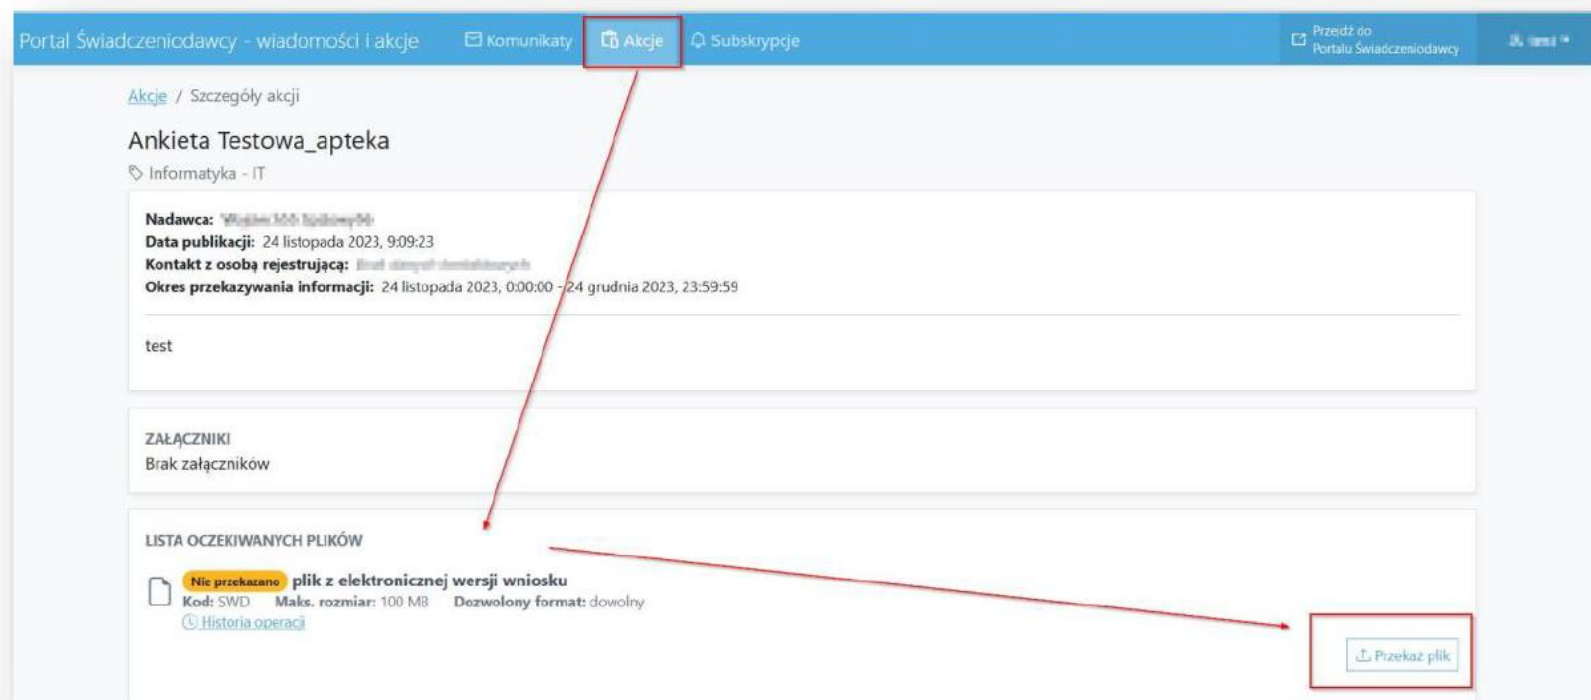 Portal Świadczeniodawcy - wiadomości i akcje
Komunikaty
Akcje
Subskrypcje
Przejdź do
Portalu Świadczeniodawcy
Akcje / Szczegóły akcji
Ankieta Testowa_apteka
Informatyka - IT
Nadawca:
Data publikacji: 24 listopada 2023, 9:09:23
Kontakt z osobą rejestrującą:
Okres przekazywania informacji: 24 listopada 2023, 0:00:00 - 24 grudnia 2023, 23:59:59
test
ZAŁĄCZNIKI
Brak załączników
LISTA OCZEKIWANYCH PLIKÓW
Nie przekazano plik z elektronicznej wersji wniosku
Kod: SWD Maks. rozmiar: 100 MB Dozwolony format: dowolny
Historia operacji
Przekaż plik